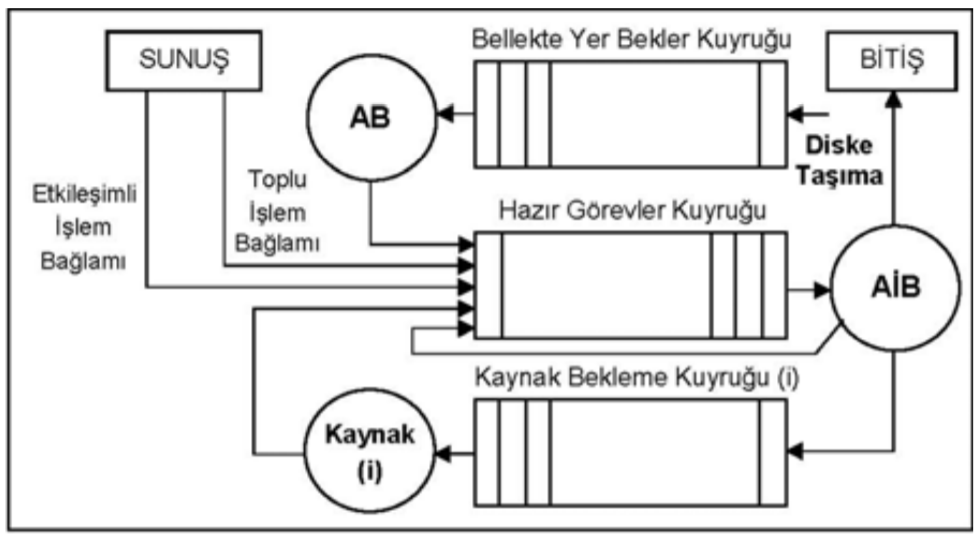 SUNUŞ
AB
Bellekte Yer Bekler Kuyruğu
BİTİŞ
Diske
Taşıma
Etkileşimli
İşlem
Bağlamı
Toplu
İşlem
Bağlamı
Hazır Görevler Kuyruğu
AİB
Kaynak Bekleme Kuyruğu (i)
Kaynak
(i)